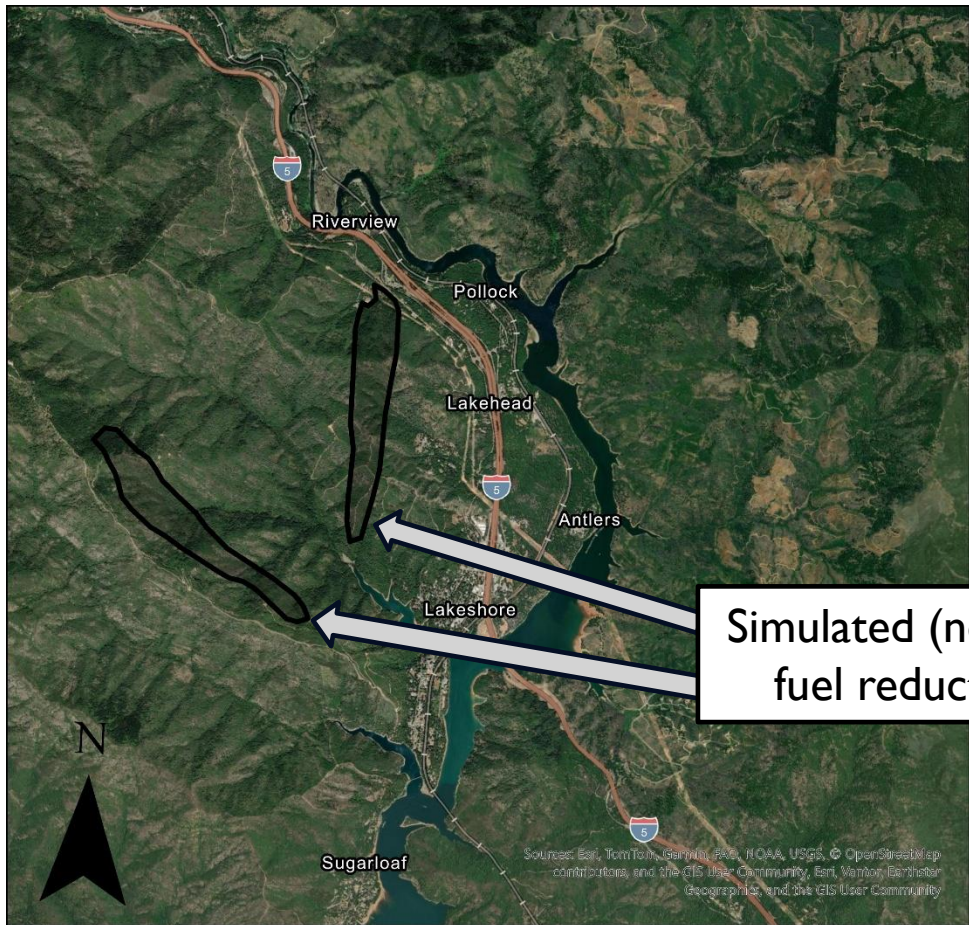 5
Riverview
Pollock
Lakehead
5
Antlers
Lakeshore
Simulated
fuel
N
5
Sugarloaf
Sources: Esri, TomTom, Garmin, FAO, NOAA, USGS, © OpenStreetMap
contributors, and the GIS User Community, Esri, Vantor, Earthstar
Geographics, and the GIS User Community